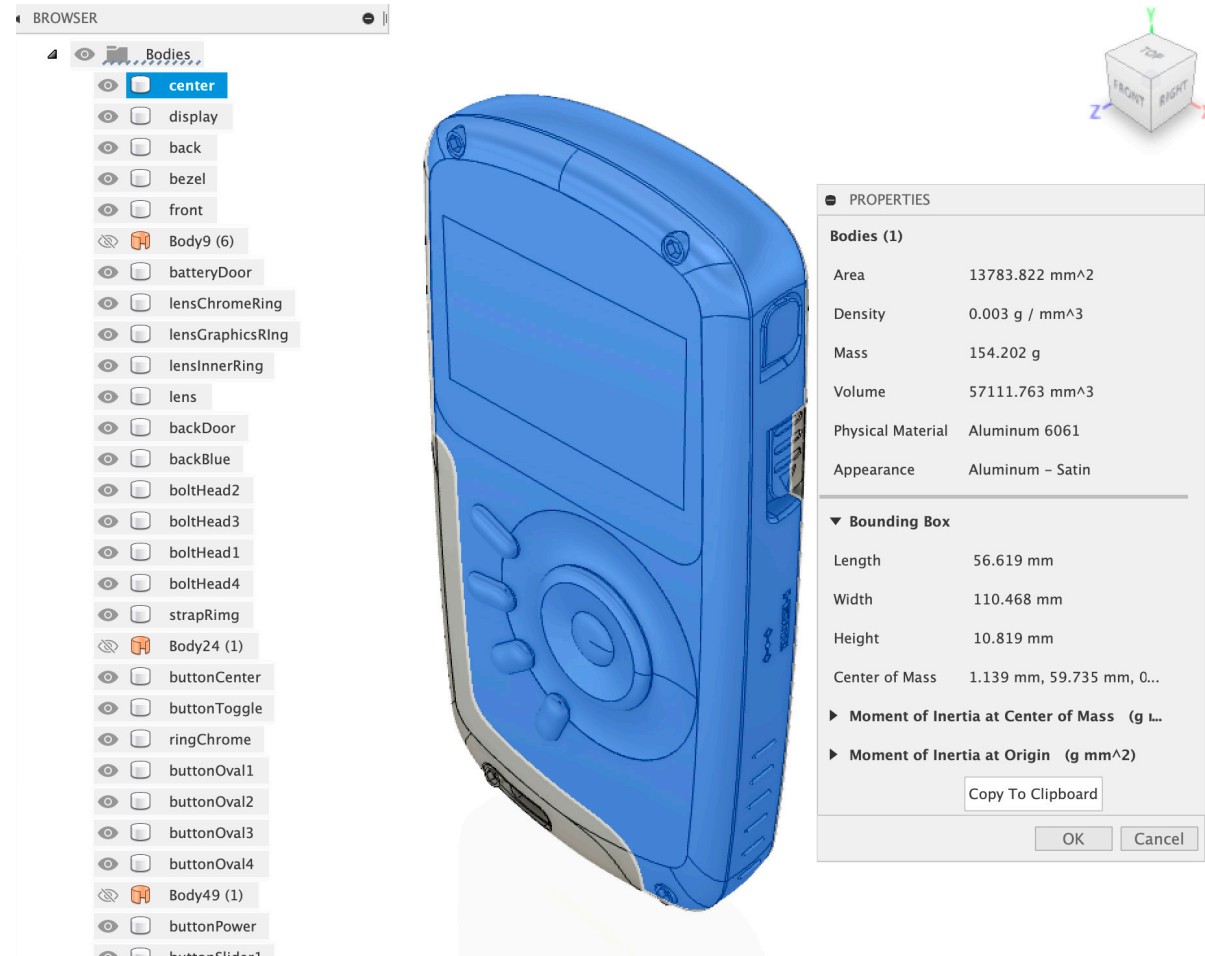 BROWSER
Bodies
center
display
back
bezel
front
Body9 (6)
batteryDoor
lensChromeRing
lensGraphicsRIng
lensInnerRing
lens
backDoor
backBlue
boltHead2
boltHead3
boltHead1
boltHead4
strapRimg
Body24 (1)
buttonCenter
buttonToggle
ringChrome
buttonOval1
buttonOval2
buttonOval3
buttonOval4
Body49 (1)
buttonPower
buttonSlider1
Y
TOP
FRONT
RIGHT
Z
X
PROPERTIES
Bodies (1)
Area 13783.822 mm^2
Density 0.003 g / mm^3
Mass 154.202 g
Volume 57111.763 mm^3
Physical Material Aluminum 6061
Appearance Aluminum – Satin
Bounding Box
Length 56.619 mm
Width 110.468 mm
Height 10.819 mm
Center of Mass 1.139 mm, 59.735 mm, 0...
Moment of Inertia at Center of Mass (g ...
Moment of Inertia at Origin (g mm^2)
Copy To Clipboard
OK Cancel